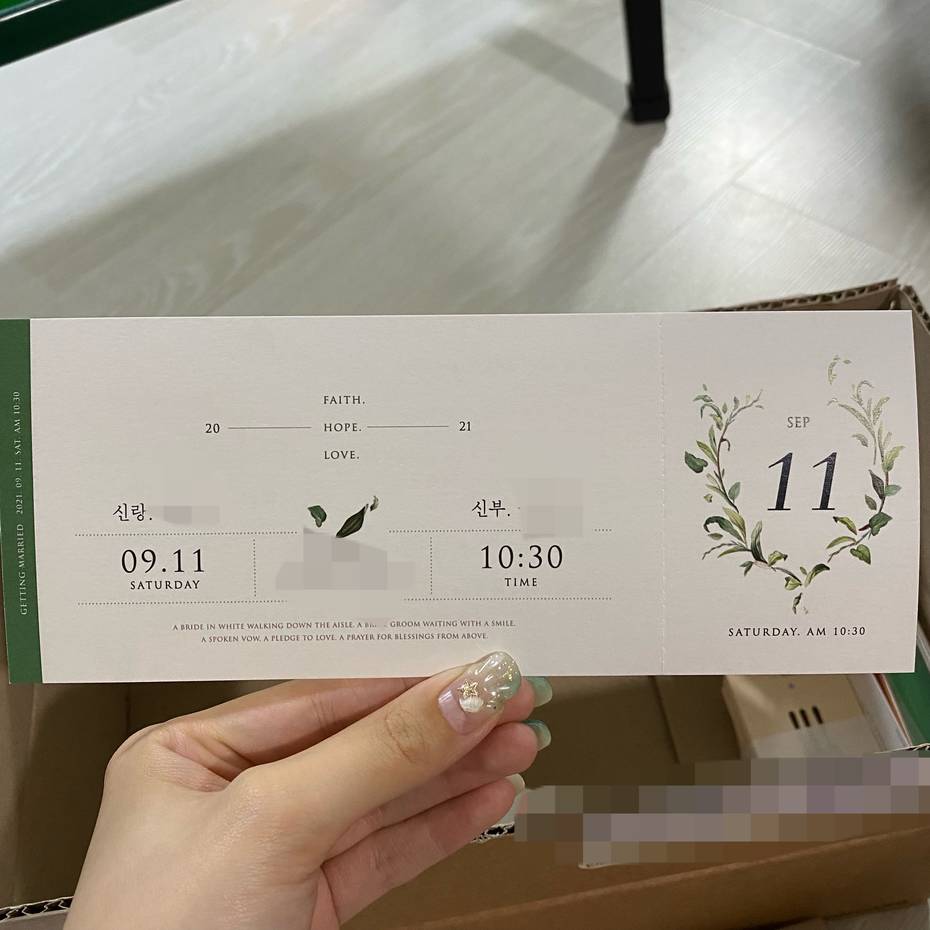 GETTING MARRIED 2021. 09. 11. SAT. AM 10:30
FAITH.
20 HOPE. 21
LOVE.
신랑. 신부.
09.11 10:30
SATURDAY TIME
A BRIDE IN WHITE WALKING DOWN THE AISLE. A GROOM WAITING WITH A SMILE.
A SPOKEN VOW, A PLEDGE TO LOVE. A PRAYER FOR BLESSINGS FROM ABOVE.
SEP
11
SATURDAY. AM 10:30